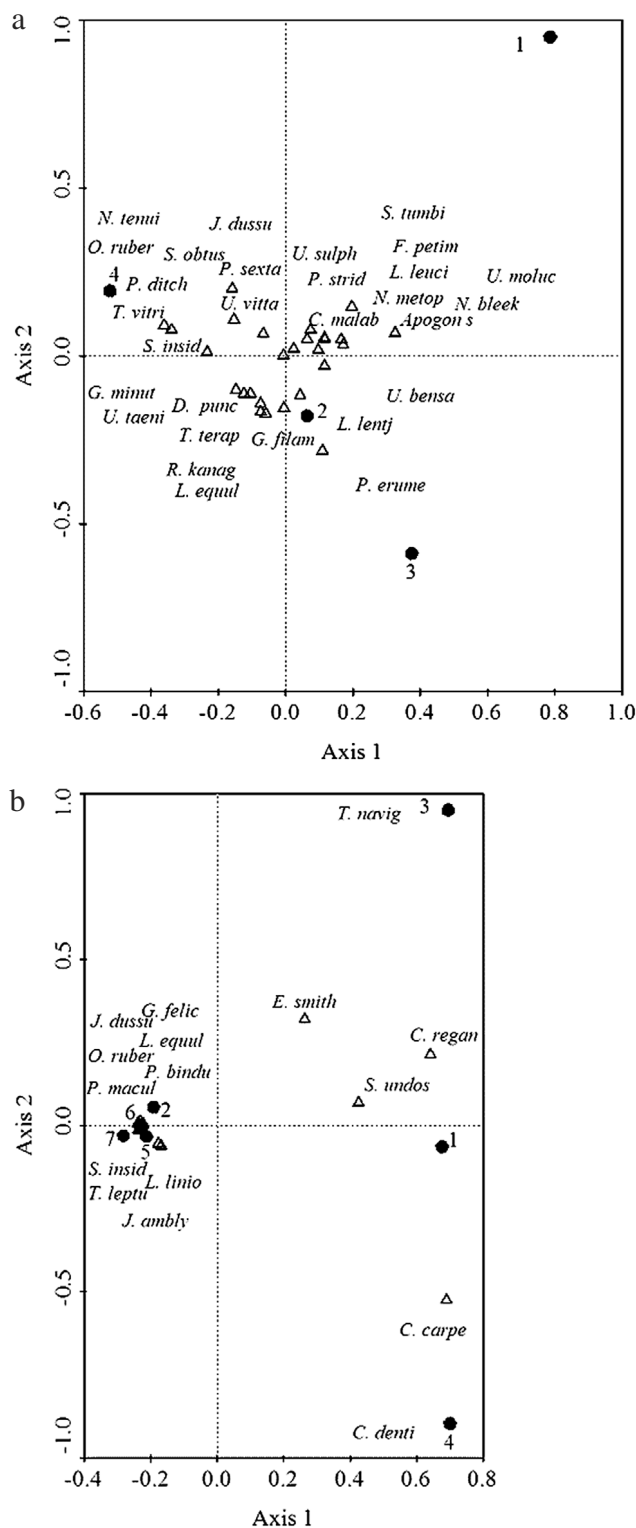 a
1.0
1
0.5
N. tenui
J. dussu
S. tumbi
O. ruber
S. obtus
U. sulph
F. petim
4
P. sexta
L. leuci
P. ditch
P. strid
U. moluc
T. vitri
U. vitta
N. metop
N. bleek
C. malab
Apogon s
S. insid
0.0
Axis 2
G. minut
D. punc
U. bensa
U. taeni
2
L. lentj
T. terap
G. filam
R. kanag
P. erume
L. equul
-0.5
3
-1.0
-0.6 -0.4 -0.2 0.0 0.2 0.4 0.6 0.8 1.0
Axis 1
b
1.0
T. navig
3
0.5
E. smith
G. felic
J. dussu
L. equul
C. regan
O. ruber
P. bindu
S. undos
P. macul
6
2
0.0
Axis 2
7
5
1
S. insid
L. linio
T. leptu
J. ambly
-0.5
C. carpe
C. denti
4
-1.0
-0.4 -0.2 0.0 0.2 0.4 0.6 0.8
Axis 1